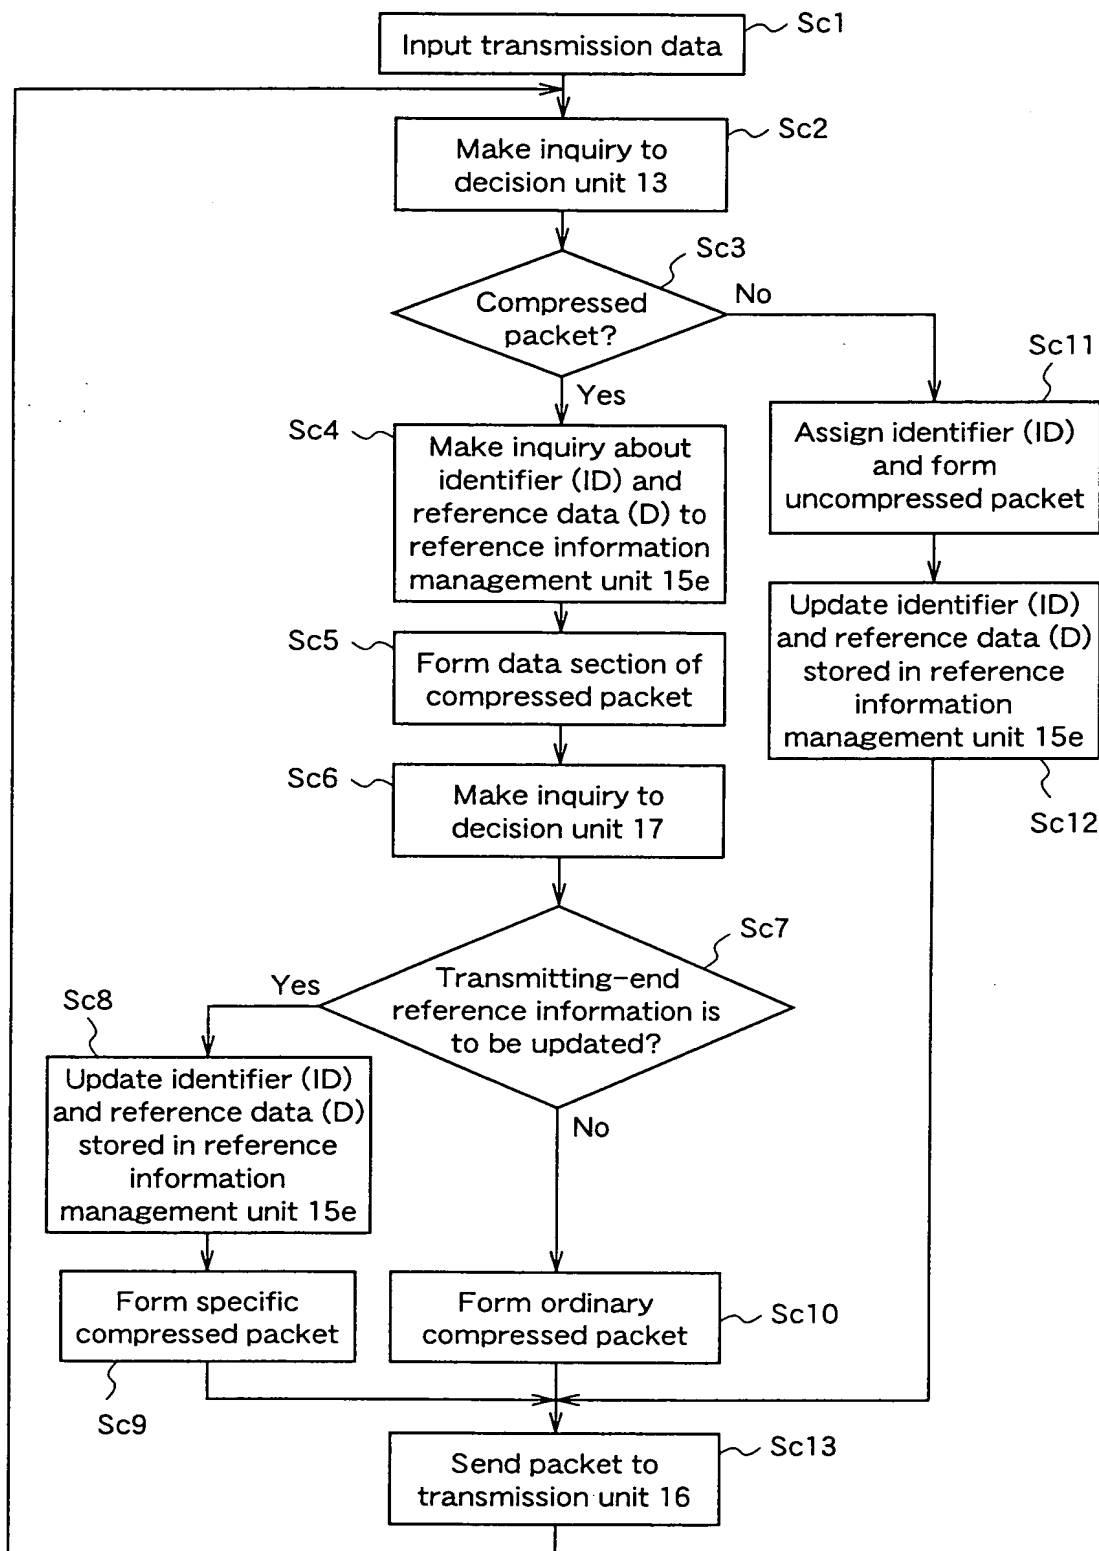 Input transmission data
Sc1
Make inquiry to
decision unit 13
Sc2
Compressed
packet?
Sc3
No
Yes
Sc4
Make inquiry about
identifier (ID) and
reference data (D) to
reference information
management unit 15e
Sc11
Assign identifier (ID)
and form
uncompressed packet
Sc5
Form data section of
compressed packet
Update identifier (ID)
and reference data (D)
stored in reference
information
management unit 15e
Sc12
Sc6
Make inquiry to
decision unit 17
Sc7
Transmitting-end
reference information is
to be updated?
Yes
No
Sc8
Update identifier (ID)
and reference data (D)
stored in reference
information
management unit 15e
Form specific
compressed packet
Sc9
Form ordinary
compressed packet
Sc10
Send packet to
transmission unit 16
Sc13